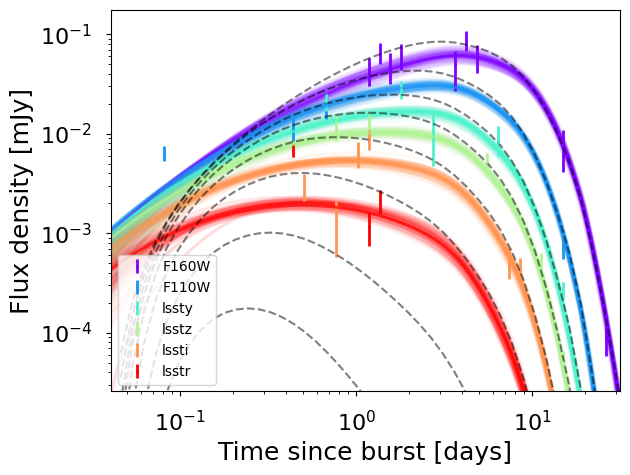 Flux density [mJy]
10⁻¹
10⁻²
10⁻³
10⁻⁴
F160W
F110W
lssty
lsstz
lssti
lsstr
10⁻¹
10⁰
10¹
Time since burst [days]